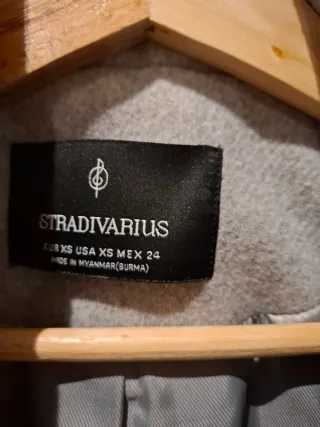 STRADIVARIUS
EUR XS USA XS MEX 24
MADE IN MYANMAR(BURMA)